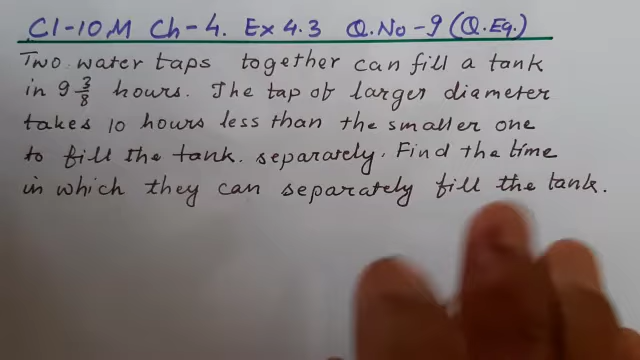 Cl-10M Ch-4. Ex 4.3 Q.No-9 (Q.Eq.)
Two water taps together can fill a tank
in 9 3/8 hours. The tap of larger diameter
takes 10 hours less than the smaller one
to fill the tank. separately. Find the time
in which they can separately fill the tank.